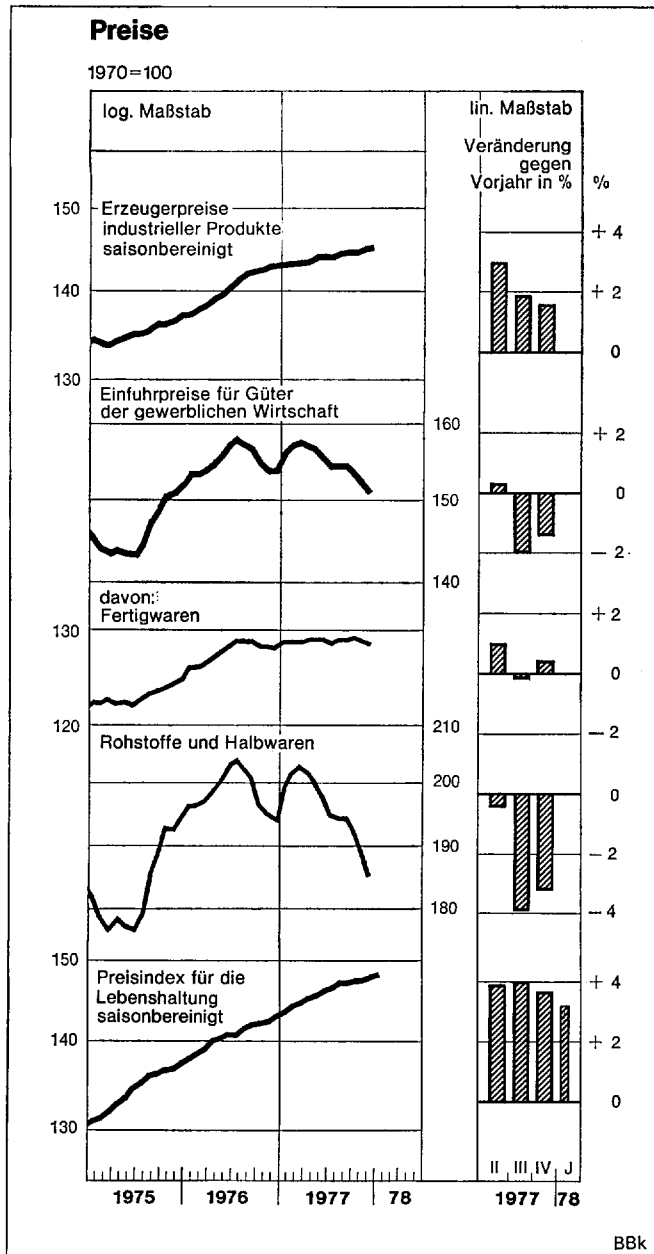 Preise
1970=100
log. Maßstab
lin. Maßstab
Veränderung
gegen
Vorjahr in %
%
150
Erzeugerpreise
industrieller Produkte
saisonbereinigt
+ 4
140
+ 2
130
0
Einfuhrpreise für Güter
der gewerblichen Wirtschaft
160
+ 2
150
0
140
− 2
davon:
Fertigwaren
130
+ 2
0
120
210
− 2
Rohstoffe und Halbwaren
200
0
190
− 2
180
− 4
150
Preisindex für die
Lebenshaltung
saisonbereinigt
+ 4
140
+ 2
130
0
II III IV J
1975 1976 1977 78
1977 78
BBk